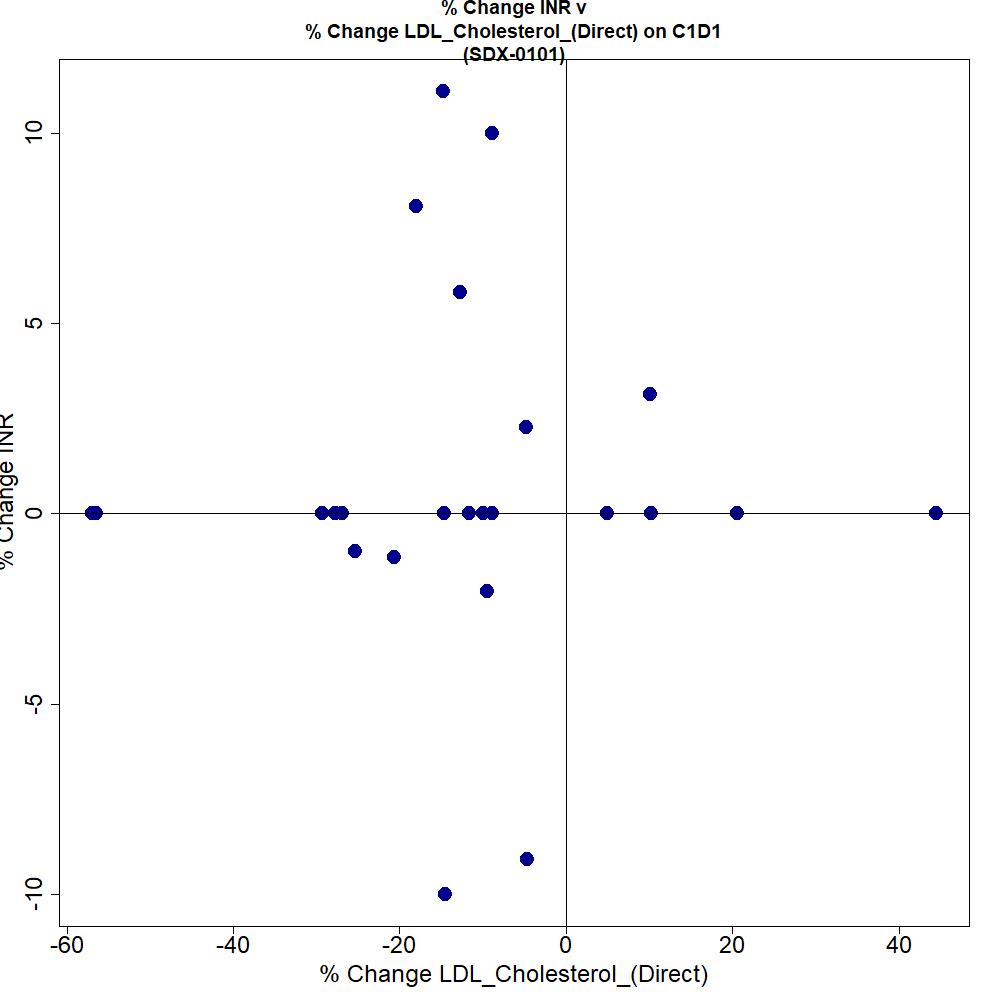 % Change INR v
% Change LDL_Cholesterol_(Direct) on C1D1
(SDX-0101)
% Change INR
10
5
0
-5
-10
-60
-40
-20
0
20
40
% Change LDL_Cholesterol_(Direct)